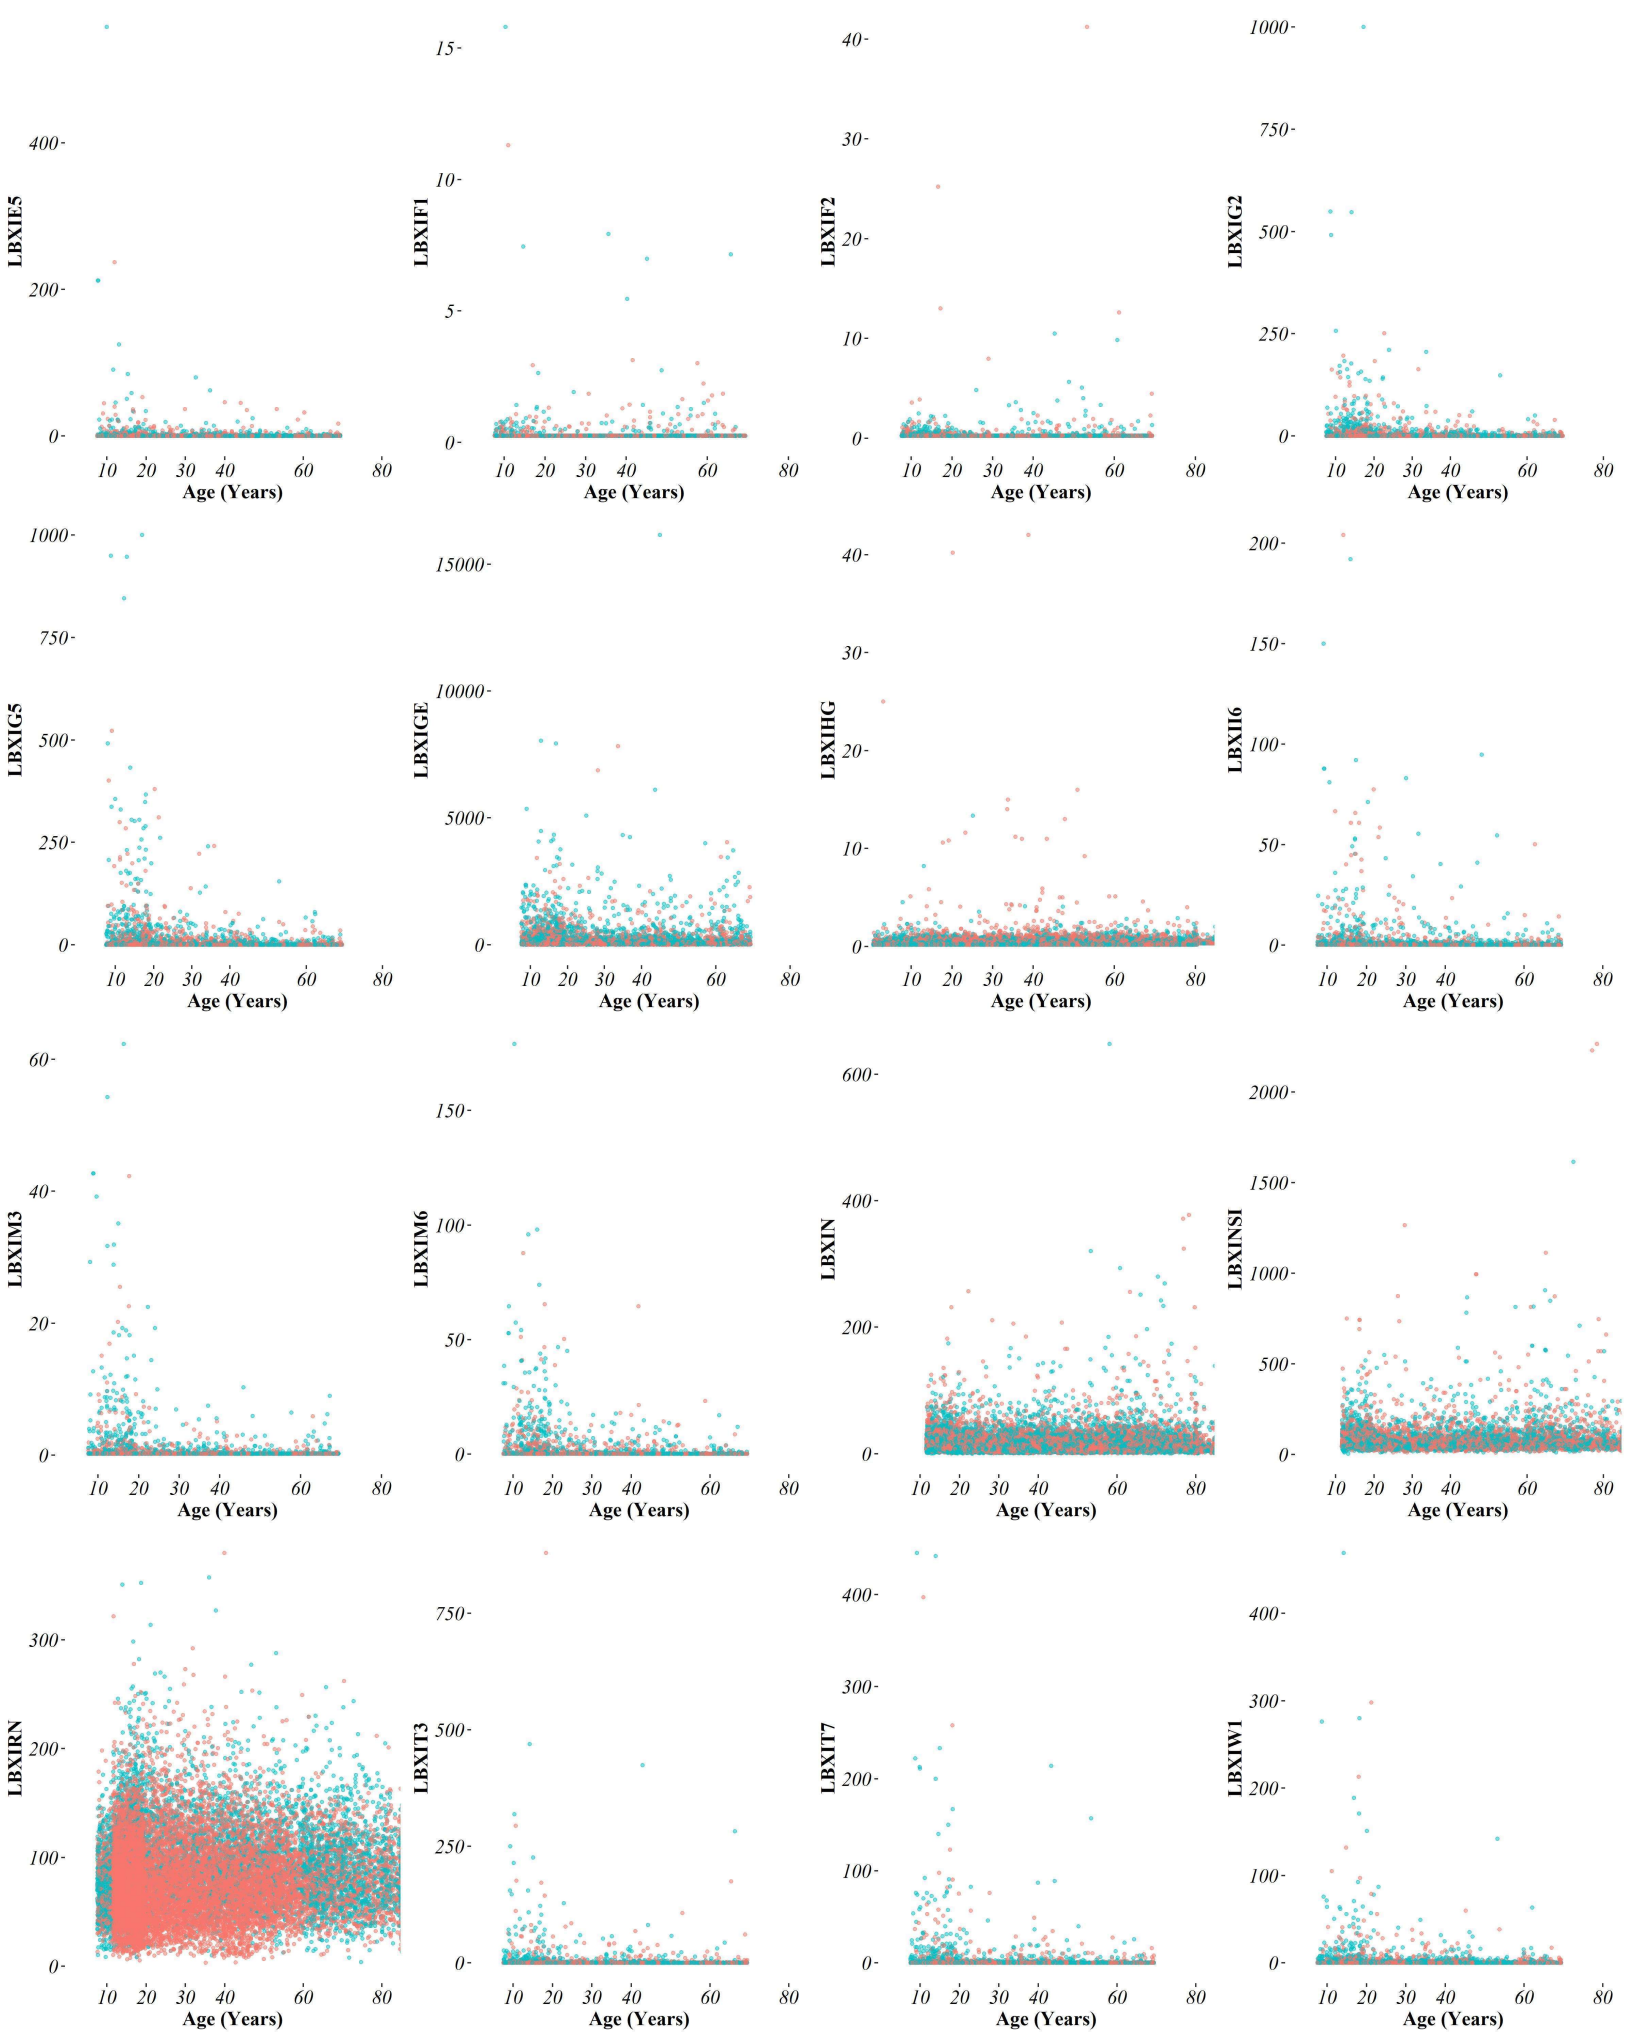 LBXIE5
400
200
0
10 20 30 40 60 80
Age (Years)
LBXIF1
15
10
5
0
10 20 30 40 60 80
Age (Years)
LBXIF2
40
30
20
10
0
10 20 30 40 60 80
Age (Years)
LBXIG2
1000
750
500
250
0
10 20 30 40 60 80
Age (Years)
LBXIG5
1000
750
500
250
0
10 20 30 40 60 80
Age (Years)
LBXIGE
15000
10000
5000
0
10 20 30 40 60 80
Age (Years)
LBXIHG
40
30
20
10
0
10 20 30 40 60 80
Age (Years)
LBXII6
200
150
100
50
0
10 20 30 40 60 80
Age (Years)
LBXIM3
60
40
20
0
10 20 30 40 60 80
Age (Years)
LBXIM6
150
100
50
0
10 20 30 40 60 80
Age (Years)
LBXIN
600
400
200
0
10 20 30 40 60 80
Age (Years)
LBXINSI
2000
1500
1000
500
0
10 20 30 40 60 80
Age (Years)
LBXIRN
300
200
100
0
10 20 30 40 60 80
Age (Years)
LBXIT3
750
500
250
0
10 20 30 40 60 80
Age (Years)
LBXIT7
400
300
200
100
0
10 20 30 40 60 80
Age (Years)
LBXIW1
400
300
200
100
0
10 20 30 40 60 80
Age (Years)